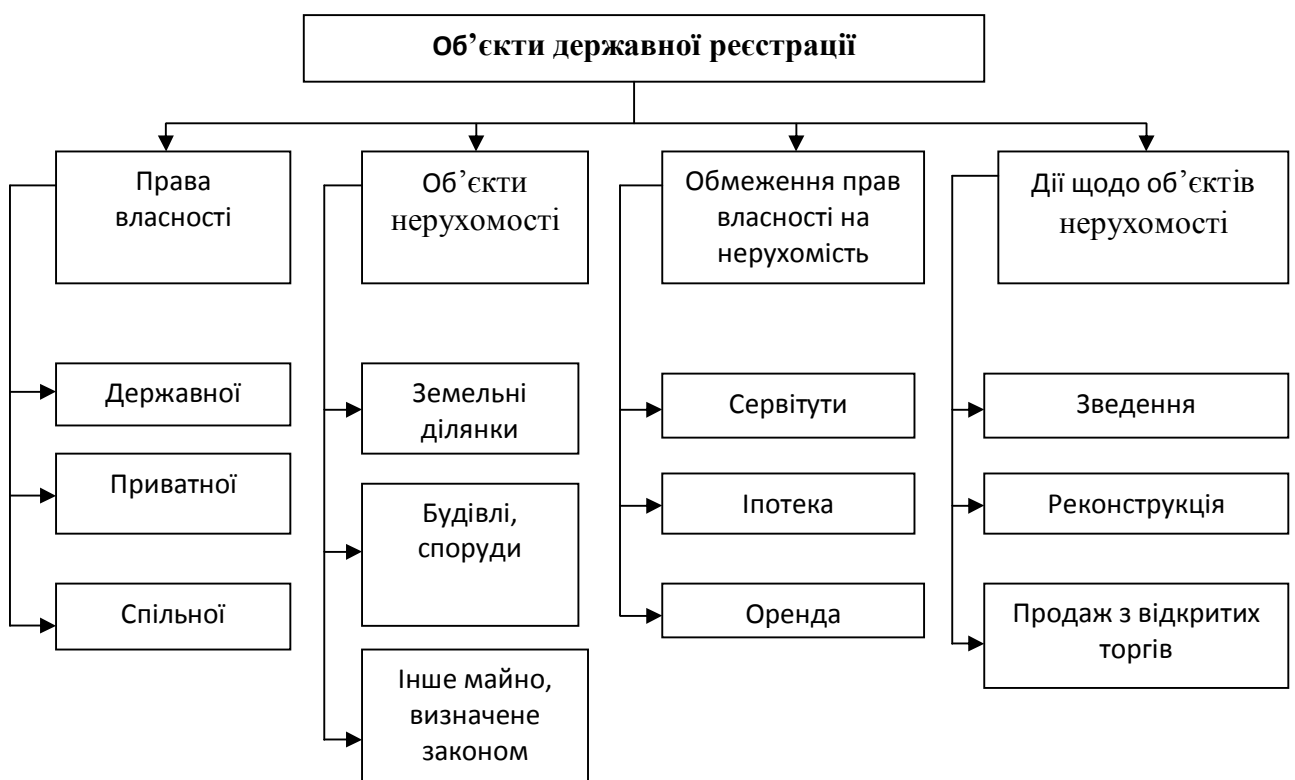 Об’єкти державної реєстрації
Права
власності
Державної
Приватної
Спільної
Об’єкти
нерухомості
Земельні
ділянки
Будівлі,
споруди
Інше майно,
визначене
законом
Обмеження прав
власності на
нерухомість
Сервітути
Іпотека
Оренда
Дії щодо об’єктів
нерухомості
Зведення
Реконструкція
Продаж з відкритих
торгів